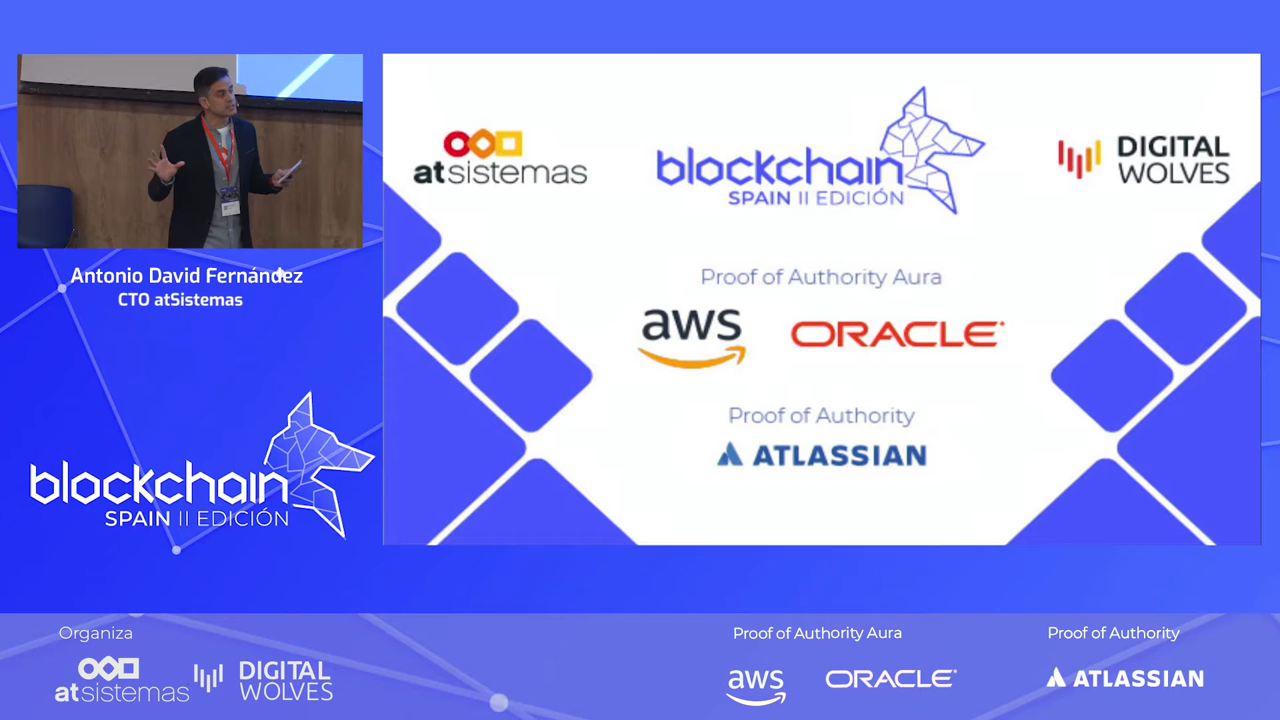 Antonio David Fernández
CTO atSistemas
blockchain
SPAIN II EDICIÓN
atsistemas
blockchain
SPAIN II EDICIÓN
DIGITAL
WOLVES
Proof of Authority Aura
aws
ORACLE
Proof of Authority
ATLASSIAN
Organiza
atsistemas
DIGITAL
WOLVES
Proof of Authority Aura
aws
ORACLE
Proof of Authority
ATLASSIAN